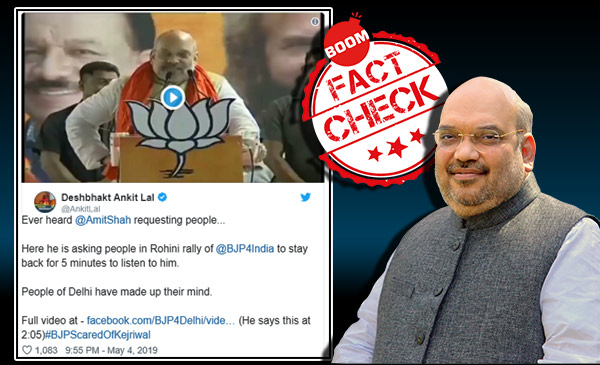 BOOM
FACT
CHECK
Deshbhakt Ankit Lal
@AnkitLal
Ever heard @AmitShah requesting people...
Here he is asking people in Rohini rally of @BJP4India to stay
back for 5 minutes to listen to him.
People of Delhi have made up their mind.
Full video at - facebook.com/BJP4Delhi/vide… (He says this at
2:05)#BJPScaredOfKejriwal
1,083 9:55 PM - May 4, 2019